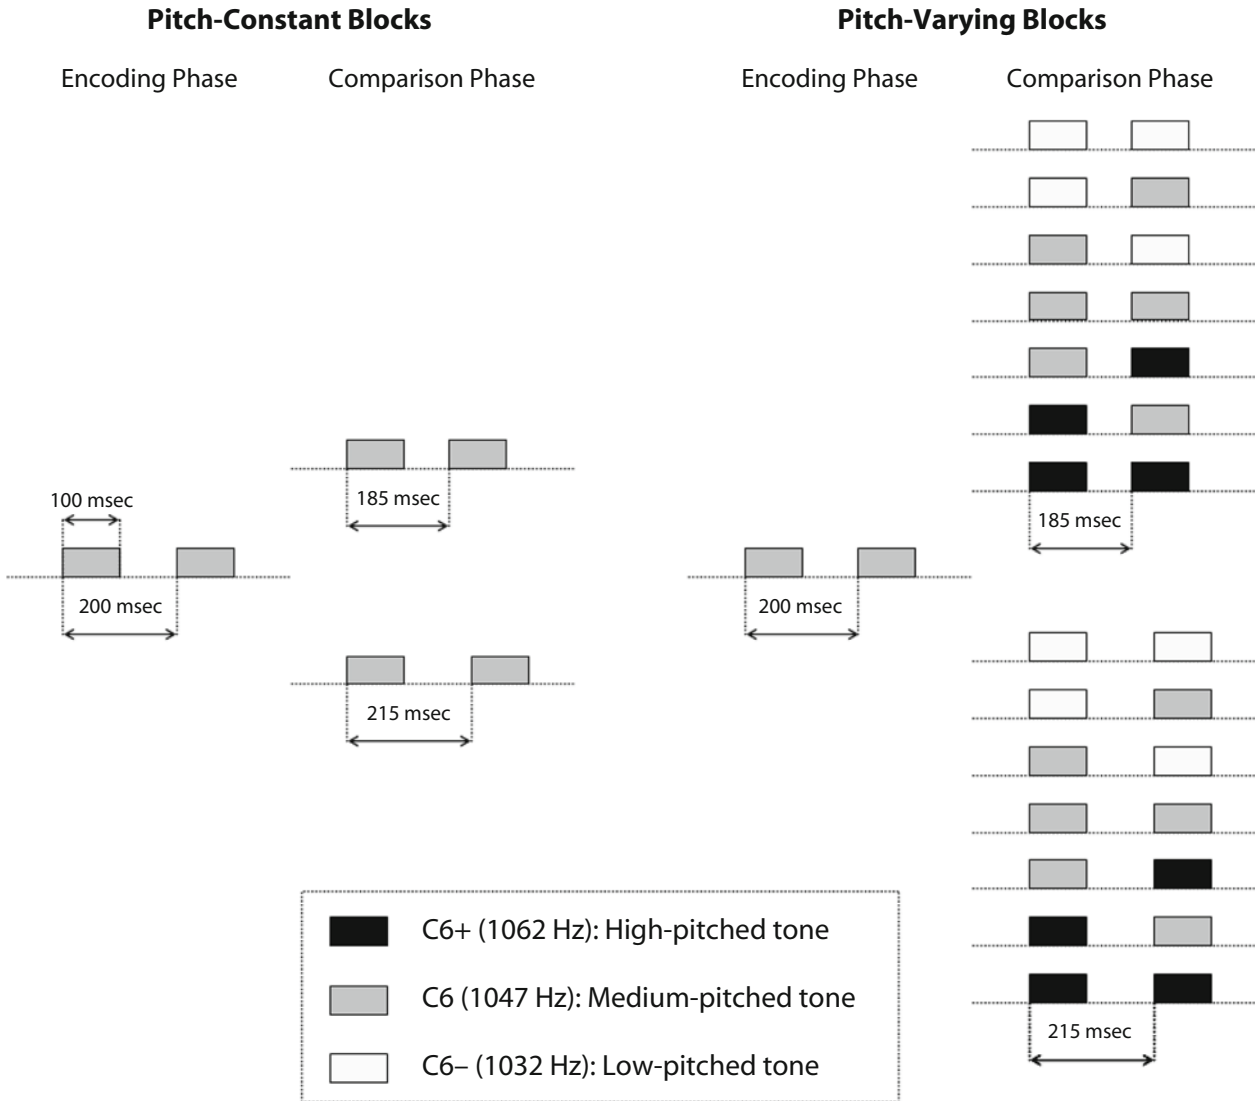 Pitch-Constant Blocks
Encoding Phase
Comparison Phase
100 msec
200 msec
185 msec
215 msec
Pitch-Varying Blocks
Encoding Phase
Comparison Phase
200 msec
185 msec
215 msec
C6+ (1062 Hz): High-pitched tone
C6 (1047 Hz): Medium-pitched tone
C6– (1032 Hz): Low-pitched tone